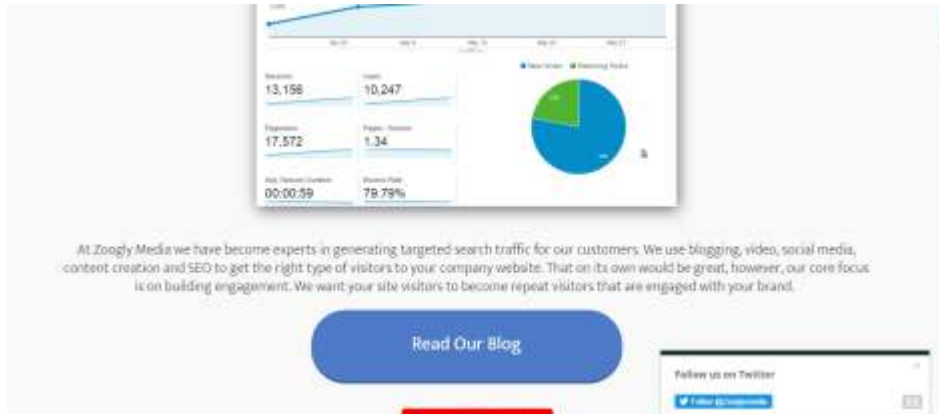 New Visitor Returning Visitor
Sessions
Users
13,156
10,247
Pageviews
Pages / Session
17,572
1.34
Avg. Session Duration
Bounce Rate
00:00:59
79.79%
At Zoogly Media we have become experts in generating targeted search traffic for our customers. We use blogging, video, social media,
content creation and SEO to get the right type of visitors to your company website. That on its own would be great, however, our core focus
is on building engagement. We want your site visitors to become repeat visitors that are engaged with your brand.
Read Our Blog
Follow us on Twitter
Follow @zooglymedia